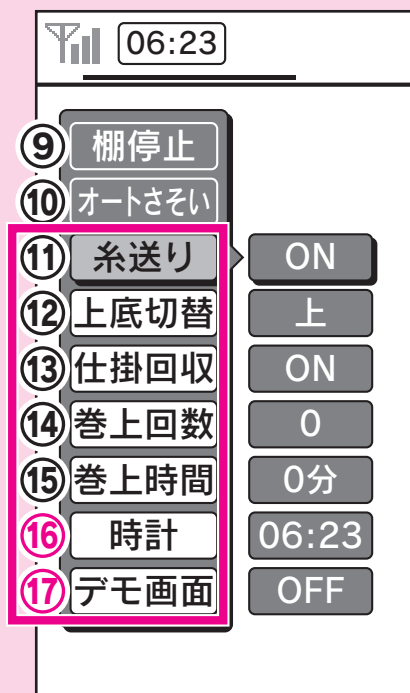 06:23
⑨ 棚停止
⑩ オートさそい
⑪ 糸送り ON
⑫ 上底切替 上
⑬ 仕掛回収 ON
⑭ 巻上回数 0
⑮ 巻上時間 0分
⑯ 時計 06:23
⑰ デモ画面 OFF